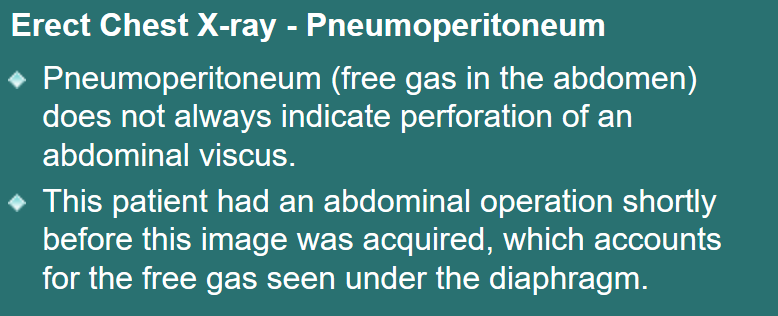 Erect Chest X-ray - Pneumoperitoneum
Pneumoperitoneum (free gas in the abdomen)
does not always indicate perforation of an
abdominal viscus.
This patient had an abdominal operation shortly
before this image was acquired, which accounts
for the free gas seen under the diaphragm.